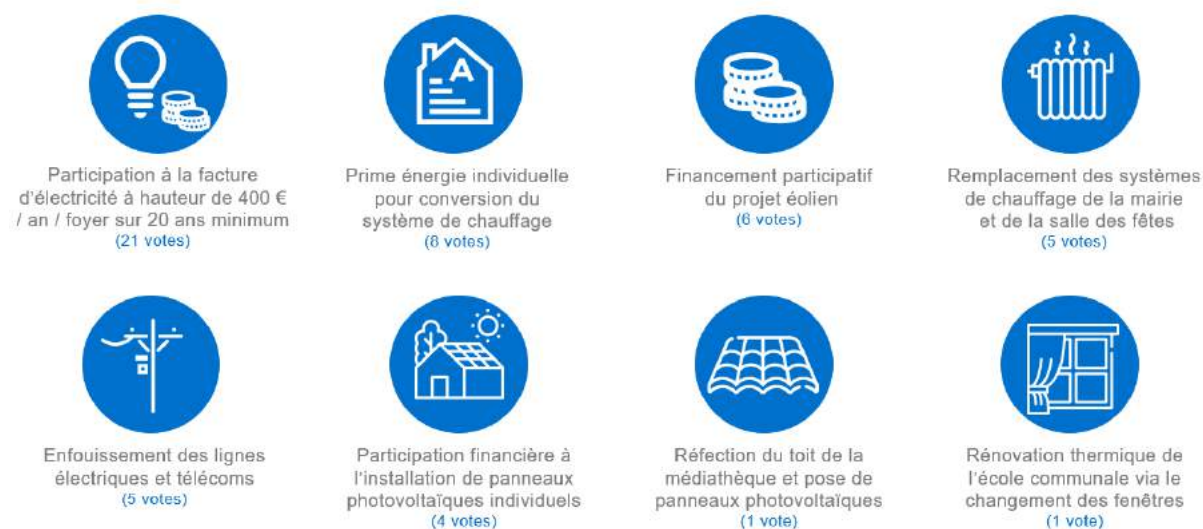 Participation à la facture
d'électricité à hauteur de 400 €
/ an / foyer sur 20 ans minimum
(21 votes)
Prime énergie individuelle
pour conversion du
système de chauffage
(8 votes)
Financement participatif
du projet éolien
(6 votes)
Remplacement des systèmes
de chauffage de la mairie
et de la salle des fêtes
(5 votes)
Enfouissement des lignes
électriques et télécoms
(5 votes)
Participation financière à
l'installation de panneaux
photovoltaïques individuels
(4 votes)
Réfection du toit de la
médiathèque et pose de
panneaux photovoltaïques
(1 vote)
Rénovation thermique de
l'école communale via le
changement des fenêtres
(1 vote)
A